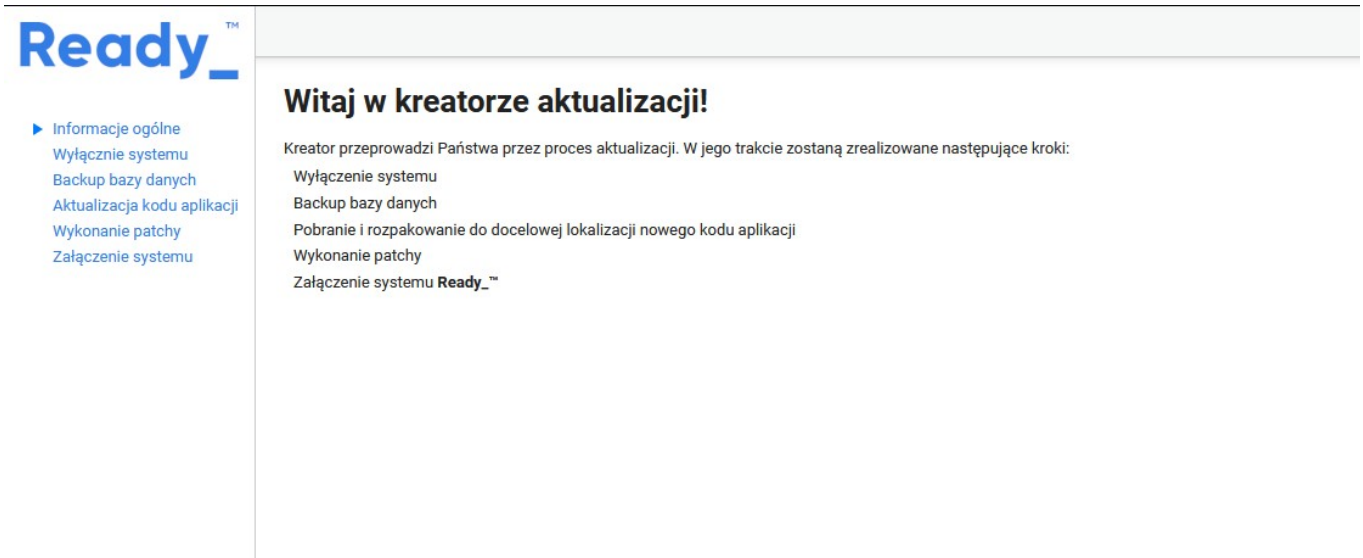 Ready_™
Informacje ogólne
Wyłącznie systemu
Backup bazy danych
Aktualizacja kodu aplikacji
Wykonanie patchy
Załączenie systemu
Witaj w kreatorze aktualizacji!
Kreator przeprowadzi Państwa przez proces aktualizacji. W jego trakcie zostaną zrealizowane następujące kroki:
Wyłączenie systemu
Backup bazy danych
Pobranie i rozpakowanie do docelowej lokalizacji nowego kodu aplikacji
Wykonanie patchy
Załączenie systemu Ready_™